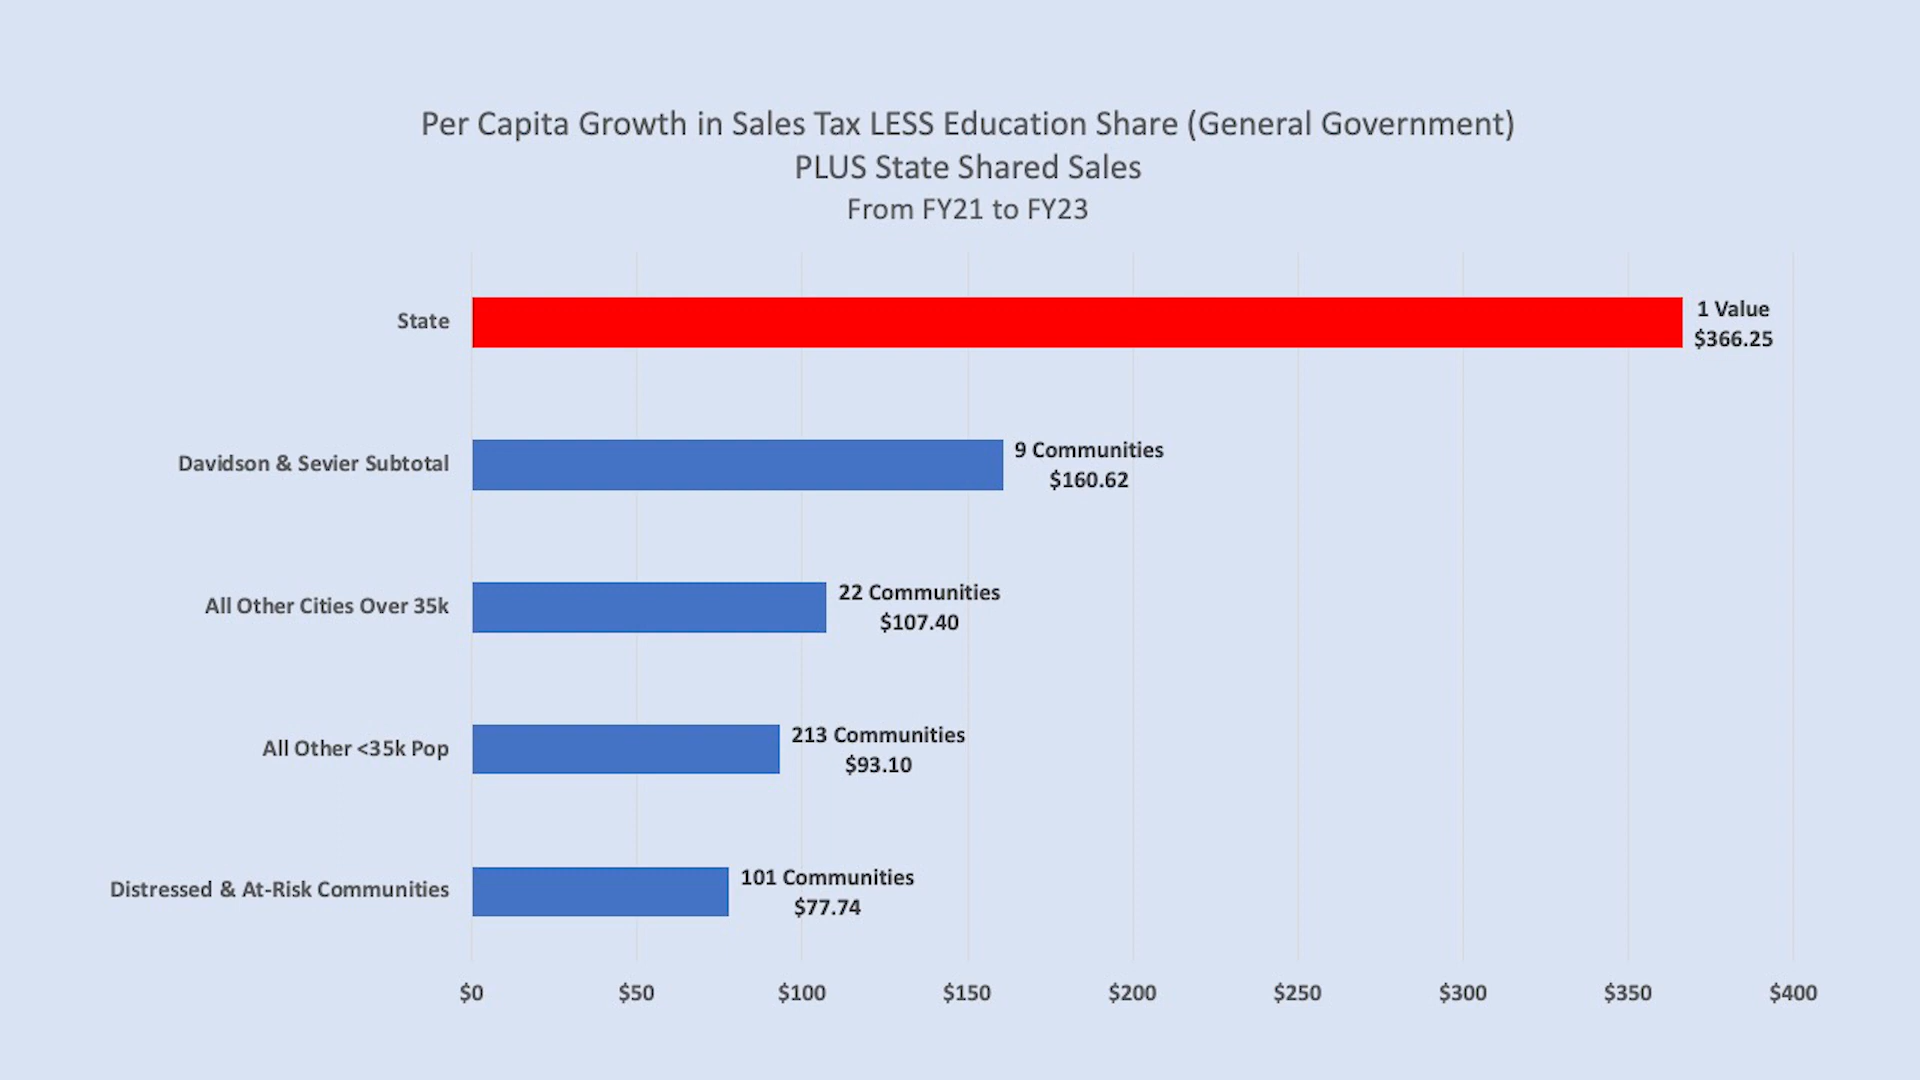 Per Capita Growth in Sales Tax LESS Education Share (General Government)
PLUS State Shared Sales
From FY21 to FY23
State
1 Value
$366.25
Davidson & Sevier Subtotal
9 Communities
$160.62
All Other Cities Over 35k
22 Communities
$107.40
All Other <35k Pop
213 Communities
$93.10
Distressed & At-Risk Communities
101 Communities
$77.74
$0 $50 $100 $150 $200 $250 $300 $350 $400